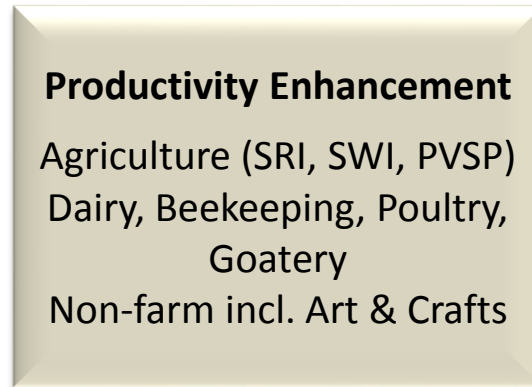 Productivity Enhancement
Agriculture (SRI, SWI, PVSP)
Dairy, Beekeeping, Poultry,
Goatery
Non-farm incl. Art & Crafts